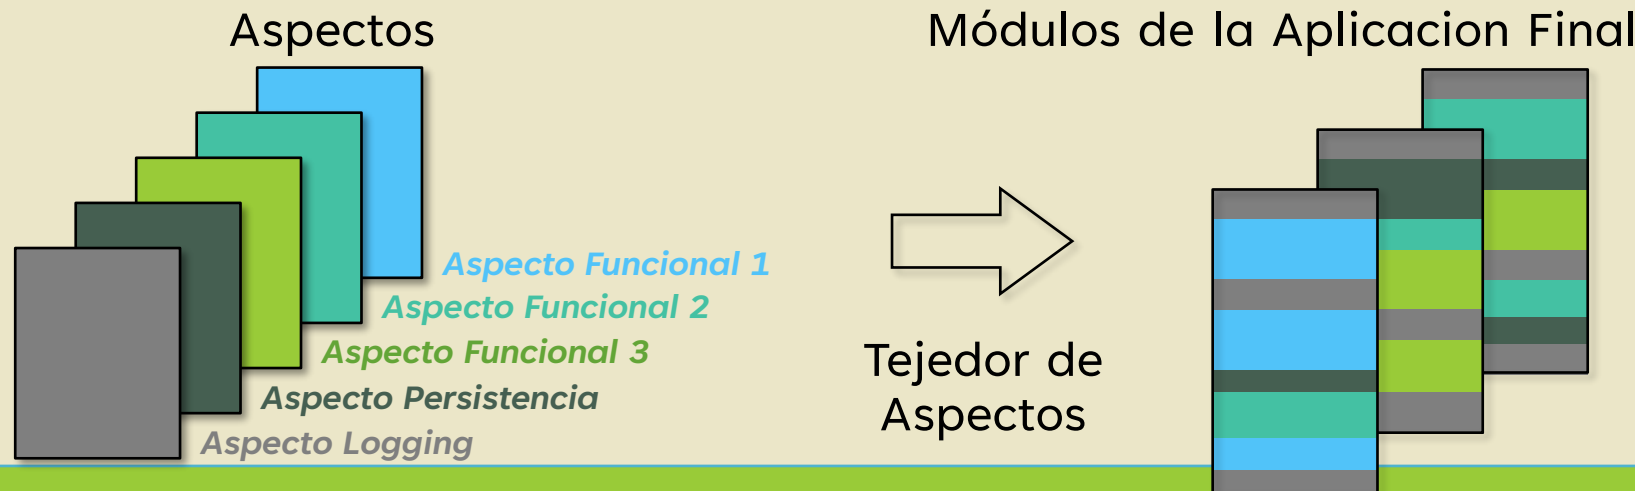 Aspectos
Módulos de la Aplicacion Final
Aspecto Funcional 1
Aspecto Funcional 2
Aspecto Funcional 3
Aspecto Persistencia
Aspecto Logging
Tejedor de
Aspectos